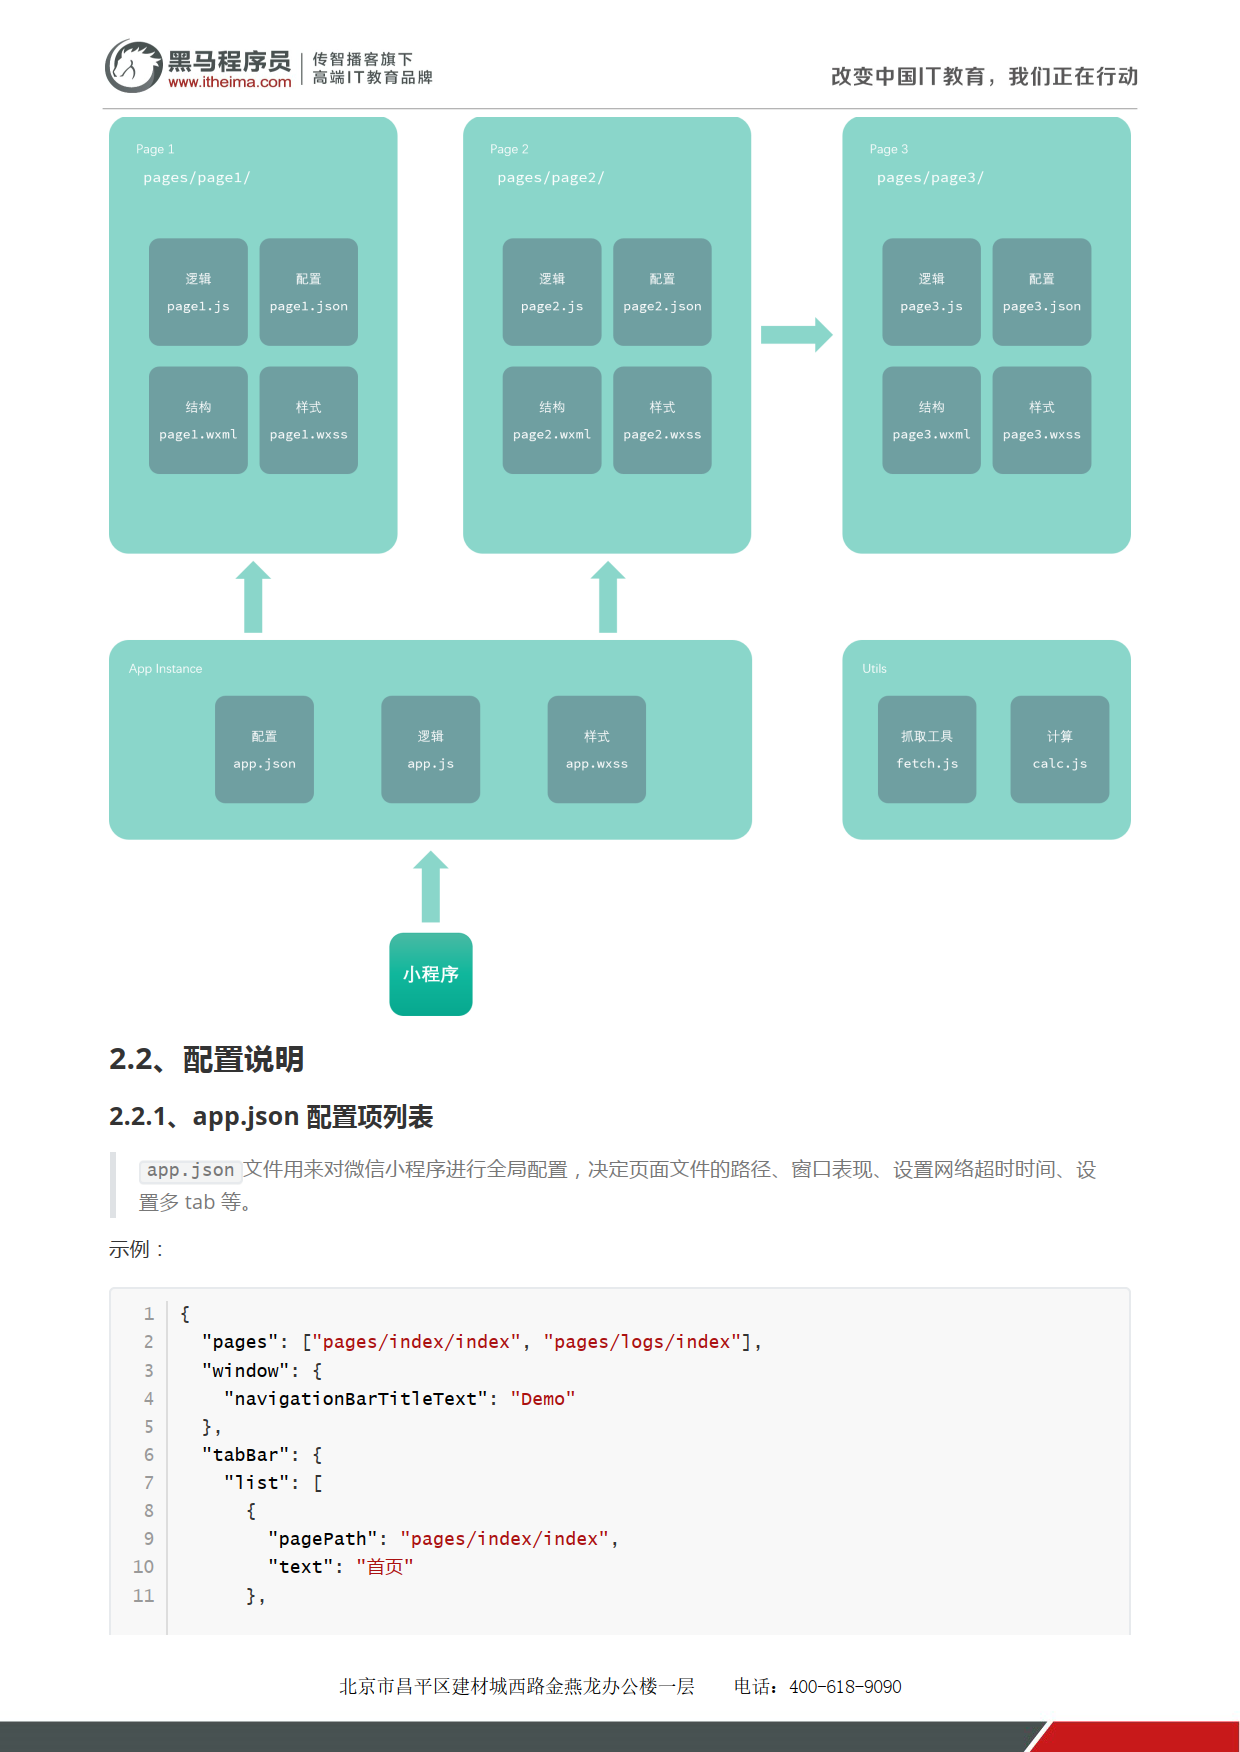 黑马程序员
www.itheima.com
传智播客旗下
高端IT教育品牌
改变中国IT教育，我们正在行动
Page 1
pages/page1/
逻辑
page1.js
配置
page1.json
结构
page1.wxml
样式
page1.wxss
Page 2
pages/page2/
逻辑
page2.js
配置
page2.json
结构
page2.wxml
样式
page2.wxss
Page 3
pages/page3/
逻辑
page3.js
配置
page3.json
结构
page3.wxml
样式
page3.wxss
App Instance
配置
app.json
逻辑
app.js
样式
app.wxss
Utils
抓取工具
fetch.js
计算
calc.js
小程序
2.2、配置说明
2.2.1、app.json 配置项列表
app.json 文件用来对微信小程序进行全局配置，决定页面文件的路径、窗口表现、设置网络超时时间、设
置多 tab 等。
示例：
1 {
2   "pages": ["pages/index/index", "pages/logs/index"],
3   "window": {
4     "navigationBarTitleText": "Demo"
5   },
6   "tabBar": {
7     "list": [
8       {
9         "pagePath": "pages/index/index",
10         "text": "首页"
11       },
北京市昌平区建材城西路金燕龙办公楼一层 电话：400-618-9090